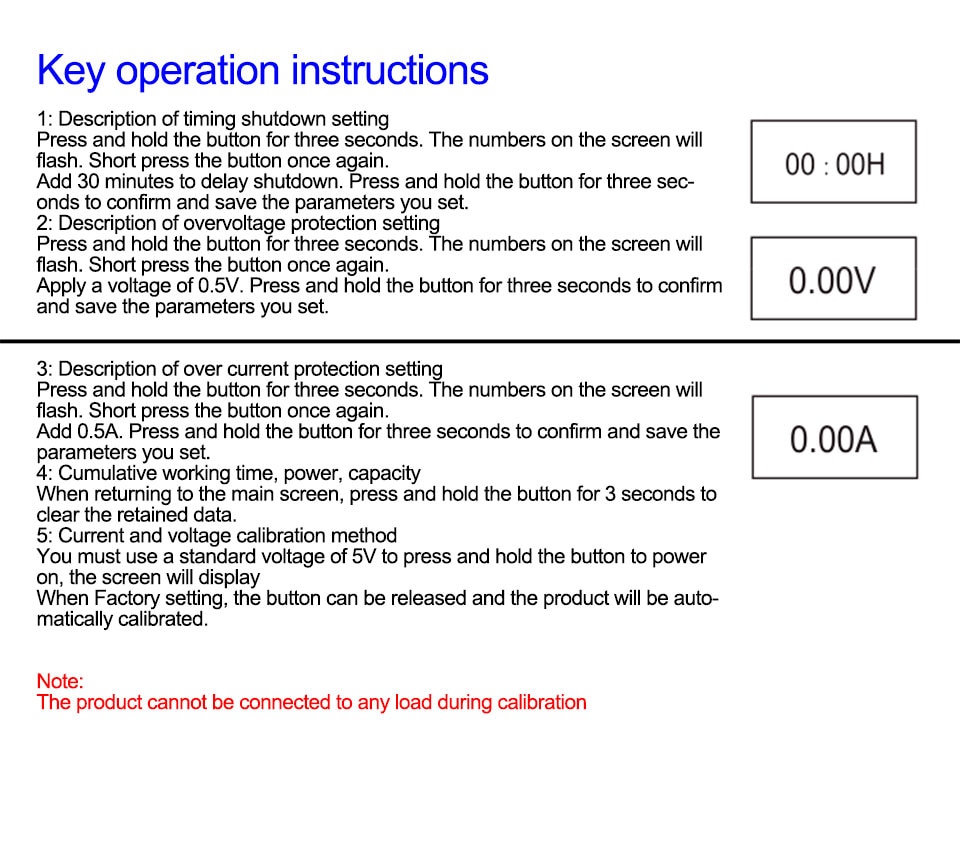 Key operation instructions
1: Description of timing shutdown setting
Press and hold the button for three seconds. The numbers on the screen will
flash. Short press the button once again.
Add 30 minutes to delay shutdown. Press and hold the button for three sec-
onds to confirm and save the parameters you set.
00 : 00H
2: Description of overvoltage protection setting
Press and hold the button for three seconds. The numbers on the screen will
flash. Short press the button once again.
Apply a voltage of 0.5V. Press and hold the button for three seconds to confirm
and save the parameters you set.
0.00V
3: Description of over current protection setting
Press and hold the button for three seconds. The numbers on the screen will
flash. Short press the button once again.
Add 0.5A. Press and hold the button for three seconds to confirm and save the
parameters you set.
0.00A
4: Cumulative working time, power, capacity
When returning to the main screen, press and hold the button for 3 seconds to
clear the retained data.
5: Current and voltage calibration method
You must use a standard voltage of 5V to press and hold the button to power
on, the screen will display
When Factory setting, the button can be released and the product will be auto-
matically calibrated.
Note:
The product cannot be connected to any load during calibration